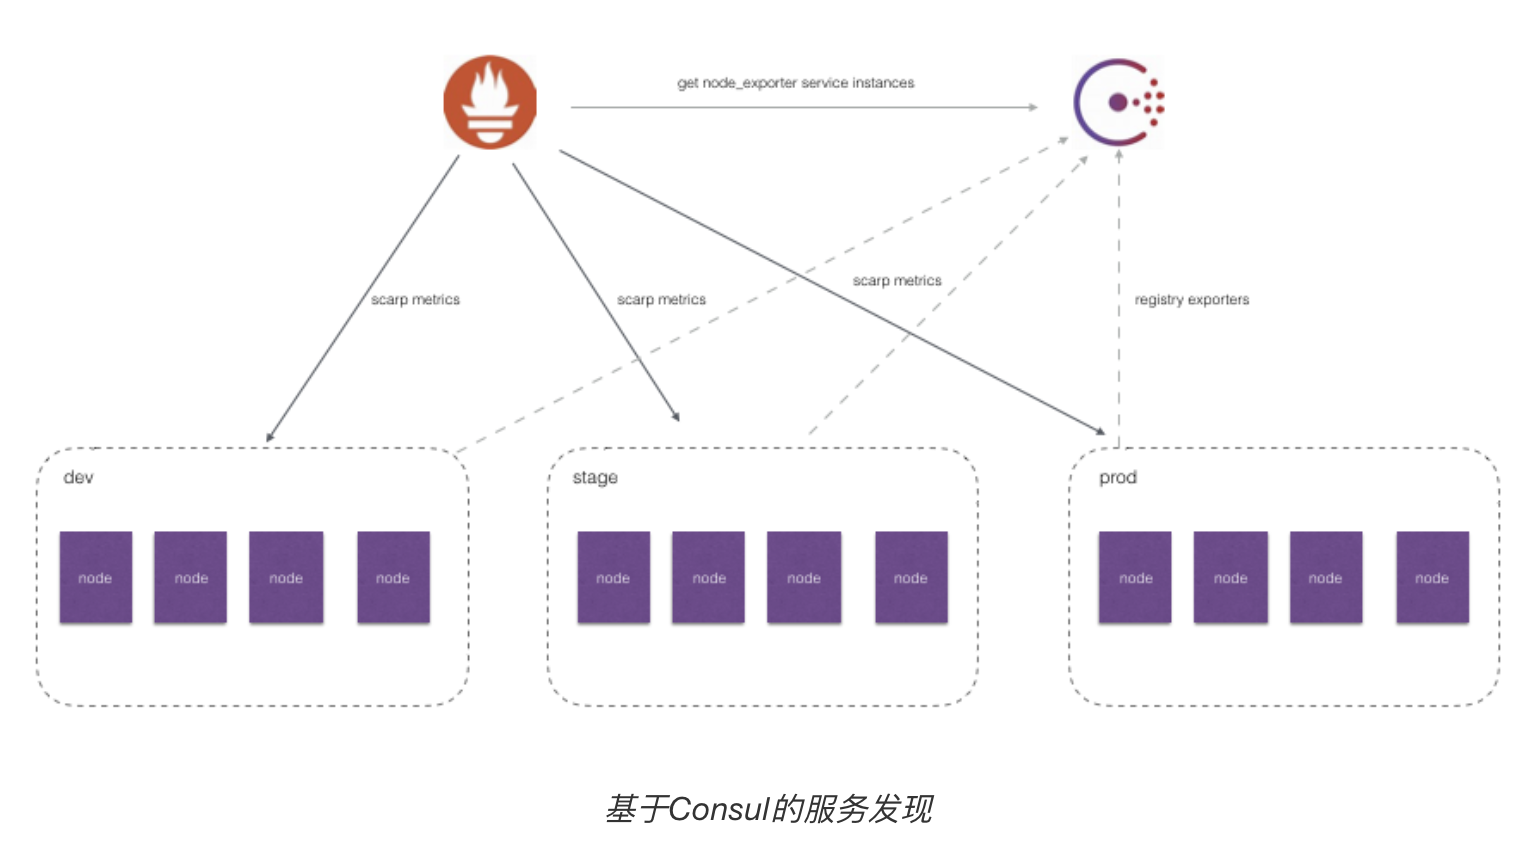 get node_exporter service instances
scarp metrics
scarp metrics
scarp metrics
registry exporters
dev
stage
prod
node
node
node
node
node
node
node
node
node
node
node
node
基于Consul的服务发现